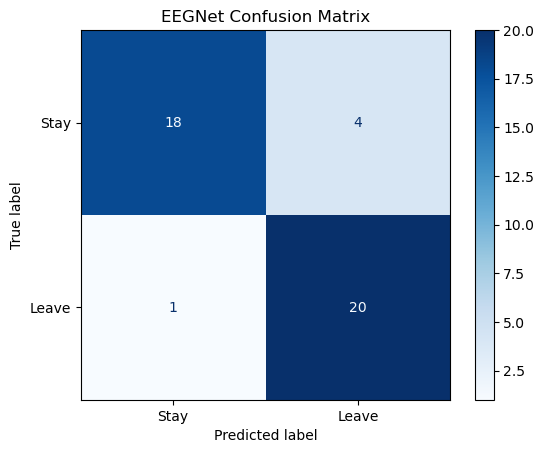 EEGNet Confusion Matrix
True label
Stay
Leave
18
4
1
20
Stay
Leave
Predicted label
20.0
17.5
15.0
12.5
10.0
7.5
5.0
2.5